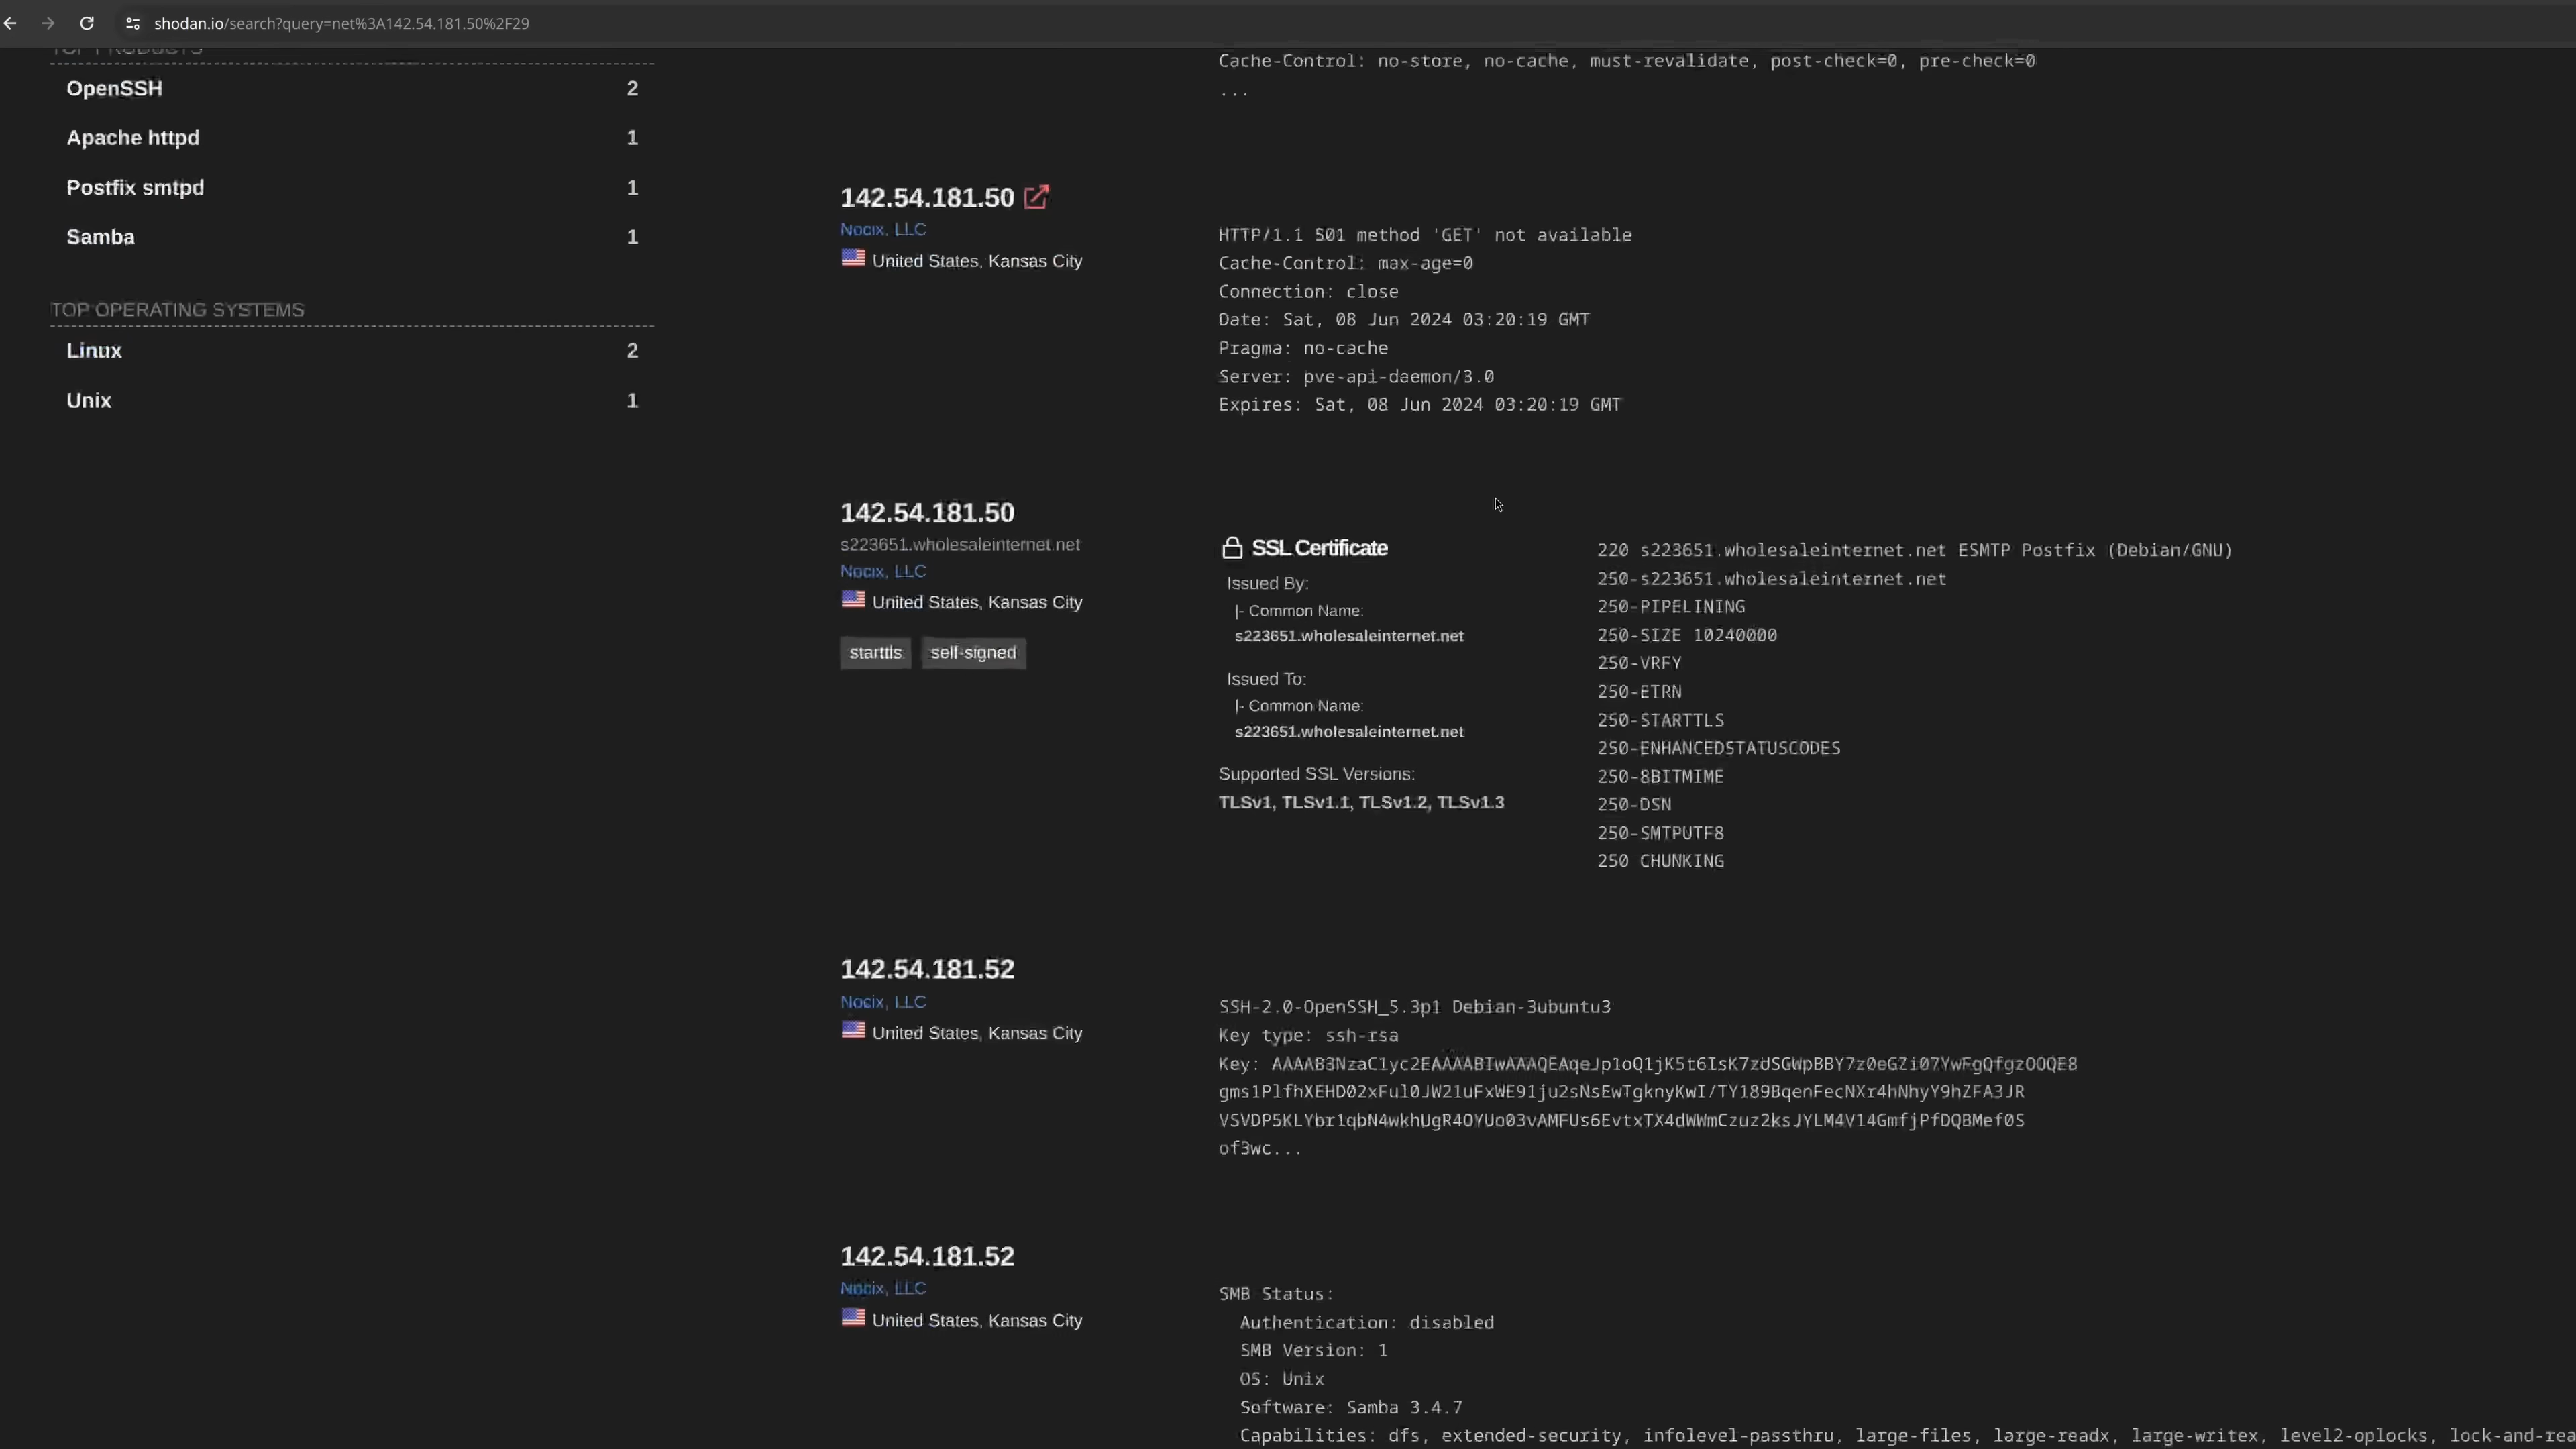 shodan.io/search?query=net%3A142.54.181.50%2F29
TOP PRODUCTS
OpenSSH 2
Apache httpd 1
Postfix smtpd 1
Samba 1
TOP OPERATING SYSTEMS
Linux 2
Unix 1
Cache-Control: no-store, no-cache, must-revalidate, post-check=0, pre-check=0
...
142.54.181.50
Nocix, LLC
United States, Kansas City
HTTP/1.1 501 method 'GET' not available
Cache-Control: max-age=0
Connection: close
Date: Sat, 08 Jun 2024 03:20:19 GMT
Pragma: no-cache
Server: pve-api-daemon/3.0
Expires: Sat, 08 Jun 2024 03:20:19 GMT
142.54.181.50
s223651.wholesaleinternet.net
Nocix, LLC
United States, Kansas City
starttls self-signed
SSL Certificate
Issued By:
|- Common Name:
s223651.wholesaleinternet.net
Issued To:
|- Common Name:
s223651.wholesaleinternet.net
Supported SSL Versions:
TLSv1, TLSv1.1, TLSv1.2, TLSv1.3
220 s223651.wholesaleinternet.net ESMTP Postfix (Debian/GNU)
250-s223651.wholesaleinternet.net
250-PIPELINING
250-SIZE 10240000
250-VRFY
250-ETRN
250-STARTTLS
250-ENHANCEDSTATUSCODES
250-8BITMIME
250-DSN
250-SMTPUTF8
250 CHUNKING
142.54.181.52
Nocix, LLC
United States, Kansas City
SSH-2.0-OpenSSH_5.3p1 Debian-3ubuntu3
Key type: ssh-rsa
Key:
of3wc...
142.54.181.52
Nocix, LLC
United States, Kansas City
SMB Status:
Authentication: disabled
SMB Version: 1
OS: Unix
Software: Samba 3.4.7
Capabilities: dfs, extended-security, infolevel-passthru, large-files, large-readx, large-writex, level2-oplocks, lock-and-rea